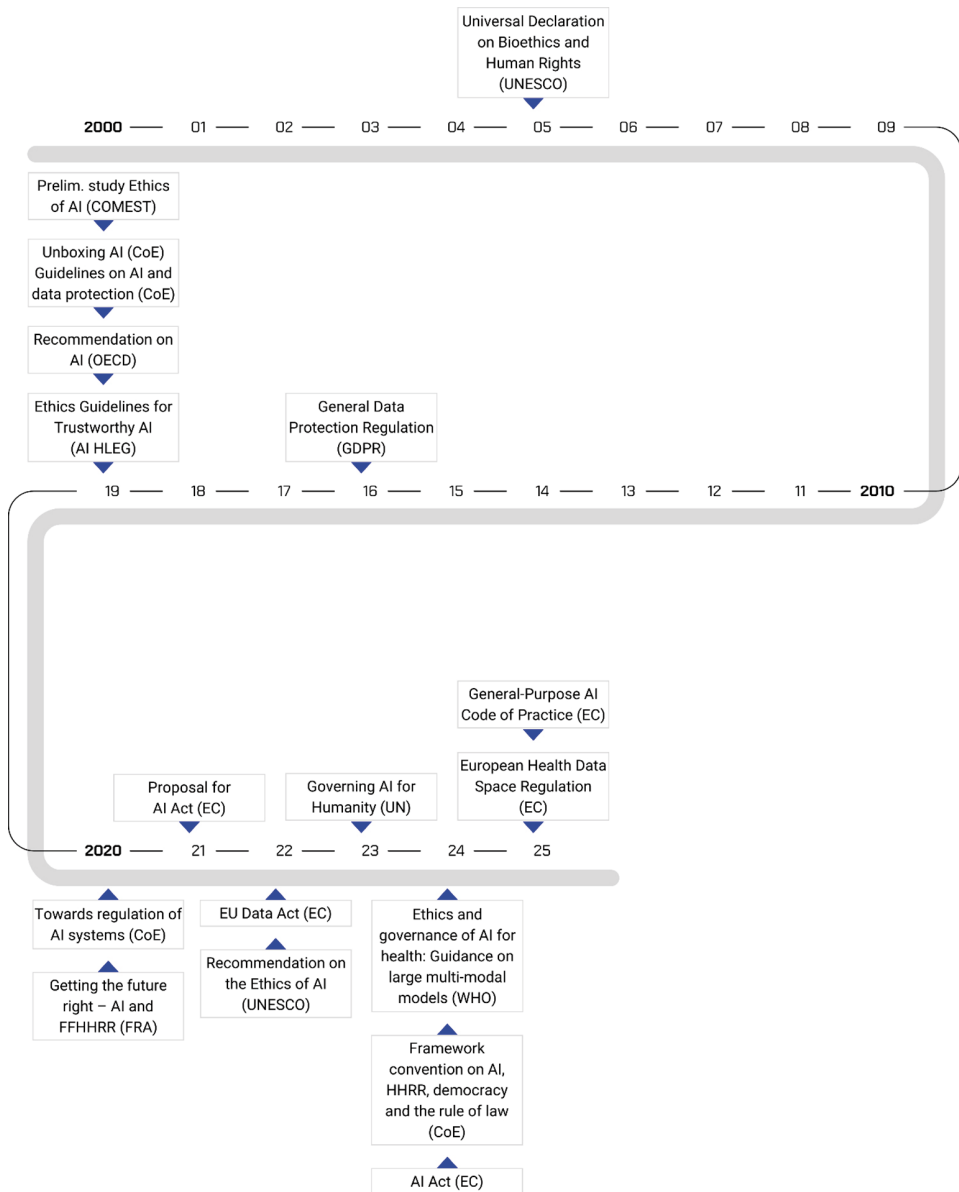 Universal Declaration
on Bioethics and
Human Rights
(UNESCO)
2000 01 02 03 04 05 06 07 08 09
Prelim. study Ethics
of AI (COMEST)
Unboxing AI (CoE)
Guidelines on AI and
data protection (CoE)
Recommendation on
AI (OECD)
Ethics Guidelines for
Trustworthy AI
(AI HLEG)
General Data
Protection Regulation
(GDPR)
19 18 17 16 15 14 13 12 11 2010
General-Purpose AI
Code of Practice (EC)
European Health Data
Space Regulation
(EC)
Proposal for
AI Act (EC)
Governing AI for
Humanity (UN)
2020 21 22 23 24 25
Towards regulation of
AI systems (CoE)
Getting the future
right – AI and
FFHHRR (FRA)
EU Data Act (EC)
Recommendation on
the Ethics of AI
(UNESCO)
Ethics and
governance of AI for
health: Guidance on
large multi-modal
models (WHO)
Framework
convention on AI,
HHRR, democracy
and the rule of law
(CoE)
AI Act (EC)